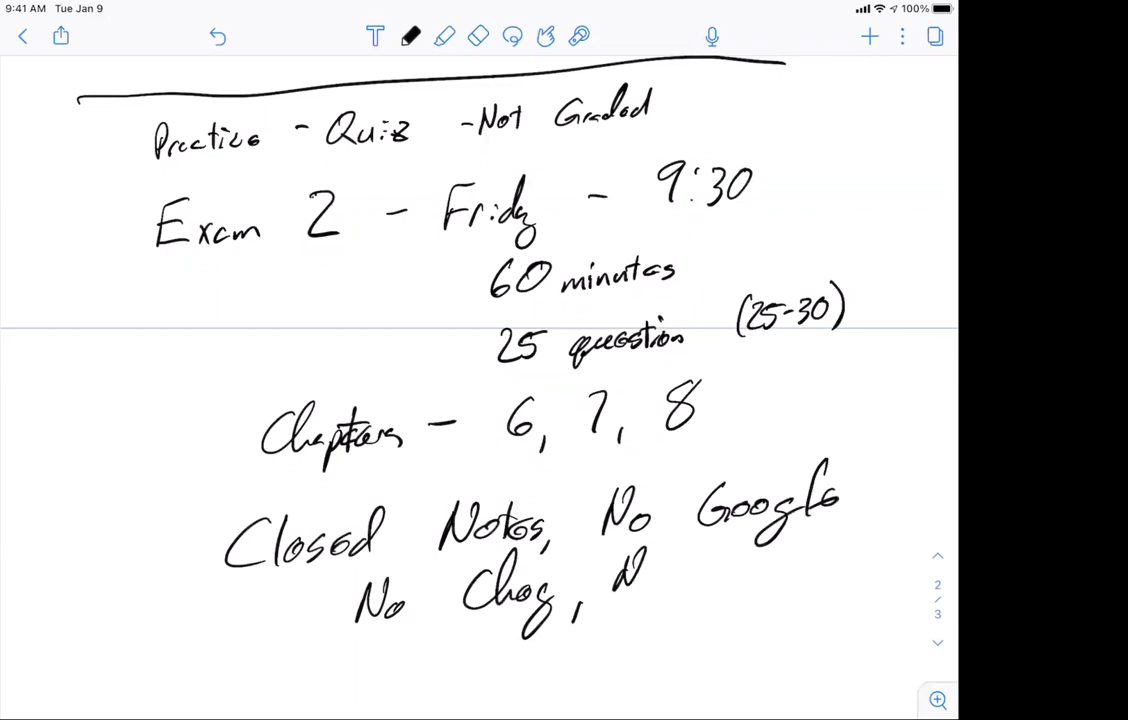 9:41 AM Tue Jan 9
100%
Practice - Quiz - Not Graded
Exam 2 - Friday - 9:30
60 minutes
25 question (25-30)
Chapters - 6, 7, 8
Closed Notes, No Google
No Cheg, N
2
/
3